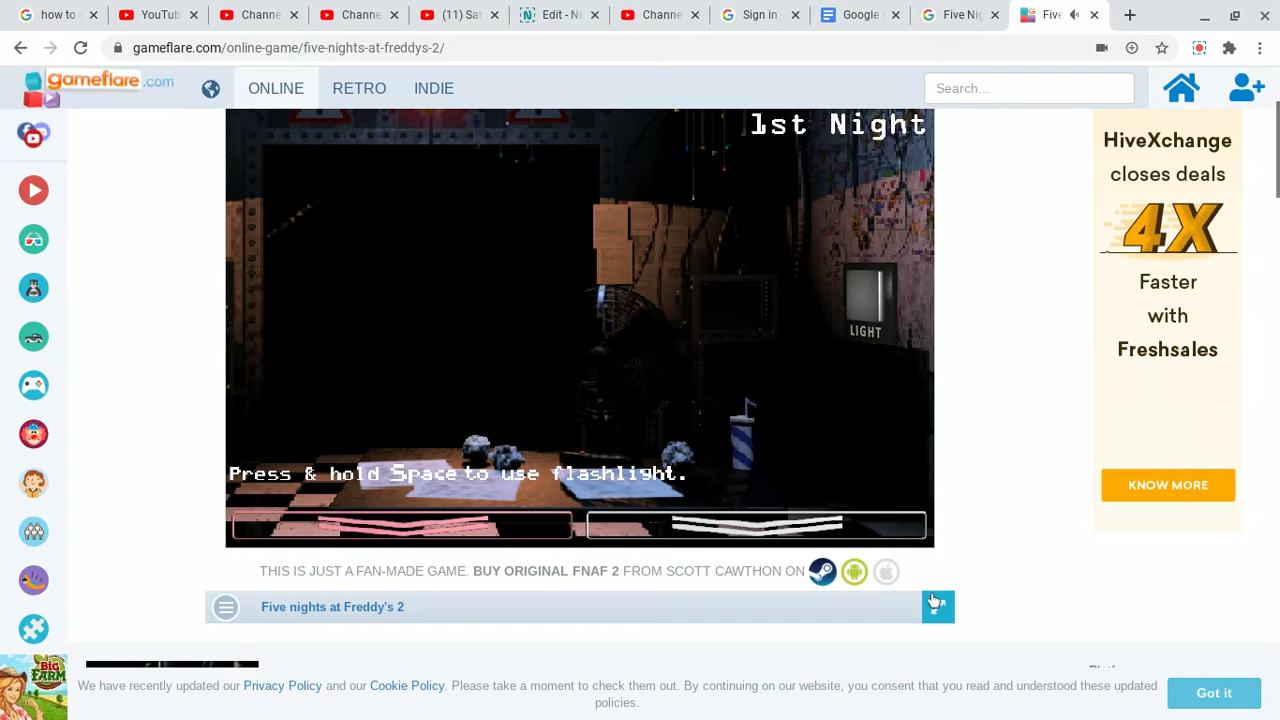 how to
YouTub
Channe
Channe
(11) Sat
Edit - Ni
Channe
Sign in
Google
Five Nig
Five
gameflare.com/online-game/five-nights-at-freddys-2/
gameflare.com
ONLINE
RETRO
INDIE
Search...
1st Night
LIGHT
Press & hold Space to use flashlight.
THIS IS JUST A FAN-MADE GAME. BUY ORIGINAL FNAF 2 FROM SCOTT CAWTHON ON
Five nights at Freddy's 2
HiveXchange
closes deals
4X
Faster
with
Freshsales
KNOW MORE
BIG
FARM
We have recently updated our Privacy Policy and our Cookie Policy. Please take a moment to check them out. By continuing on our website, you consent that you read and understood these updated
policies.
Got it